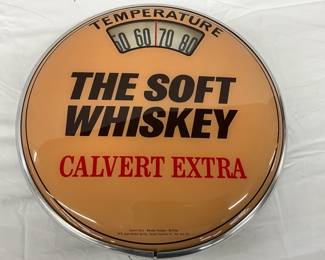 TEMPERATURE
50 60 70 80
THE SOFT
WHISKEY
CALVERT EXTRA